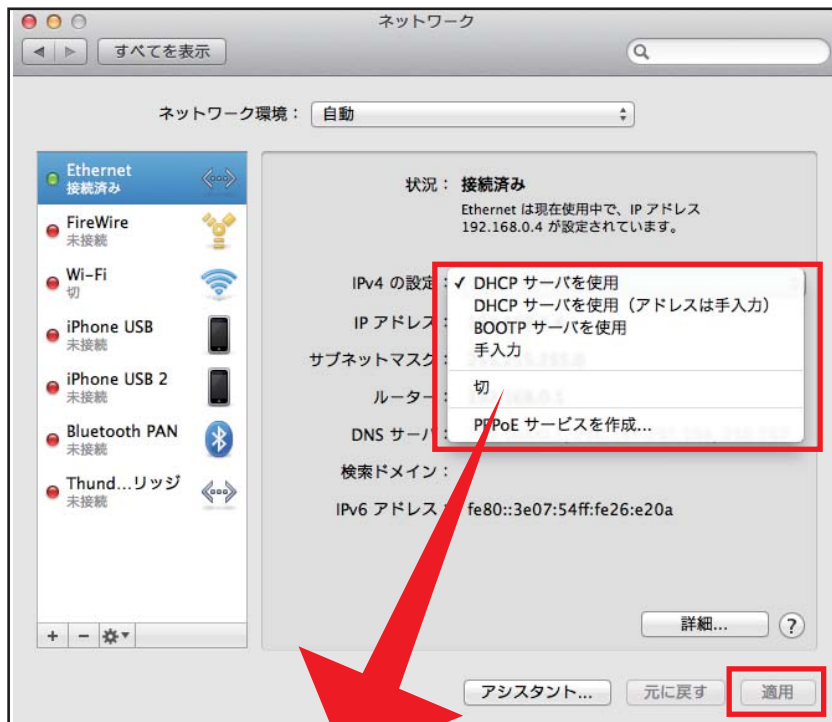 ネットワーク
すべてを表示
ネットワーク環境： 自動
Ethernet
接続済み
FireWire
未接続
Wi-Fi
切
iPhone USB
未接続
iPhone USB 2
未接続
Bluetooth PAN
未接続
Thund...リッジ
未接続
状況： 接続済み
Ethernet は現在使用中で、IP アドレス
192.168.0.4 が設定されています。
IPv4 の設定： ✓ DHCP サーバを使用
DHCP サーバを使用（アドレスは手入力）
IP アドレス：
BOOTP サーバを使用
手入力
サブネットマスク：
切
ルーター：
PPPoE サービスを作成...
DNS サーバ：
検索ドメイン：
IPv6 アドレス： fe80::3e07:54ff:fe26:e20a
詳細... ?
+ −
アシスタント... 元に戻す 適用